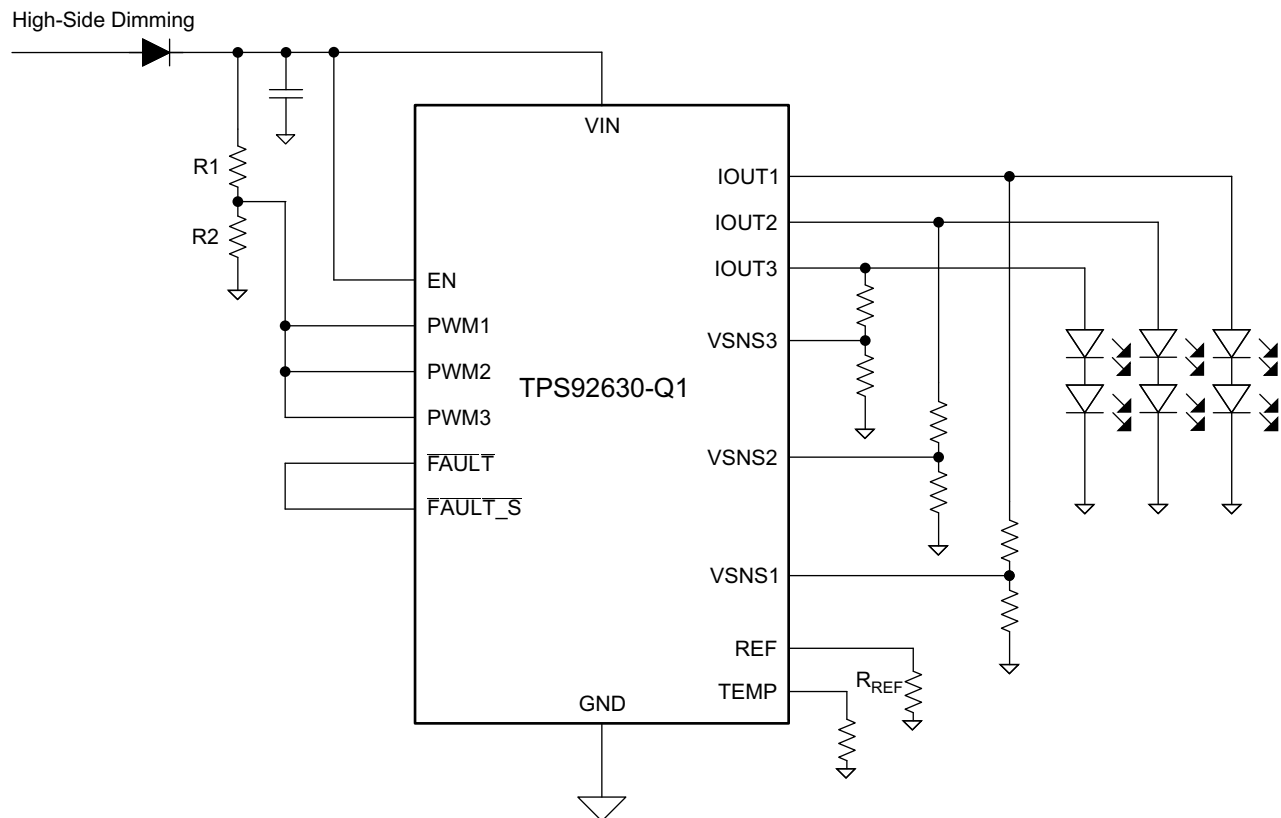 High-Side Dimming
VIN
R1
R2
EN
PWM1
PWM2
PWM3
FAULT
FAULT_S
TPS92630-Q1
IOUT1
IOUT2
IOUT3
VSNS3
VSNS2
VSNS1
REF
TEMP
RREF
GND